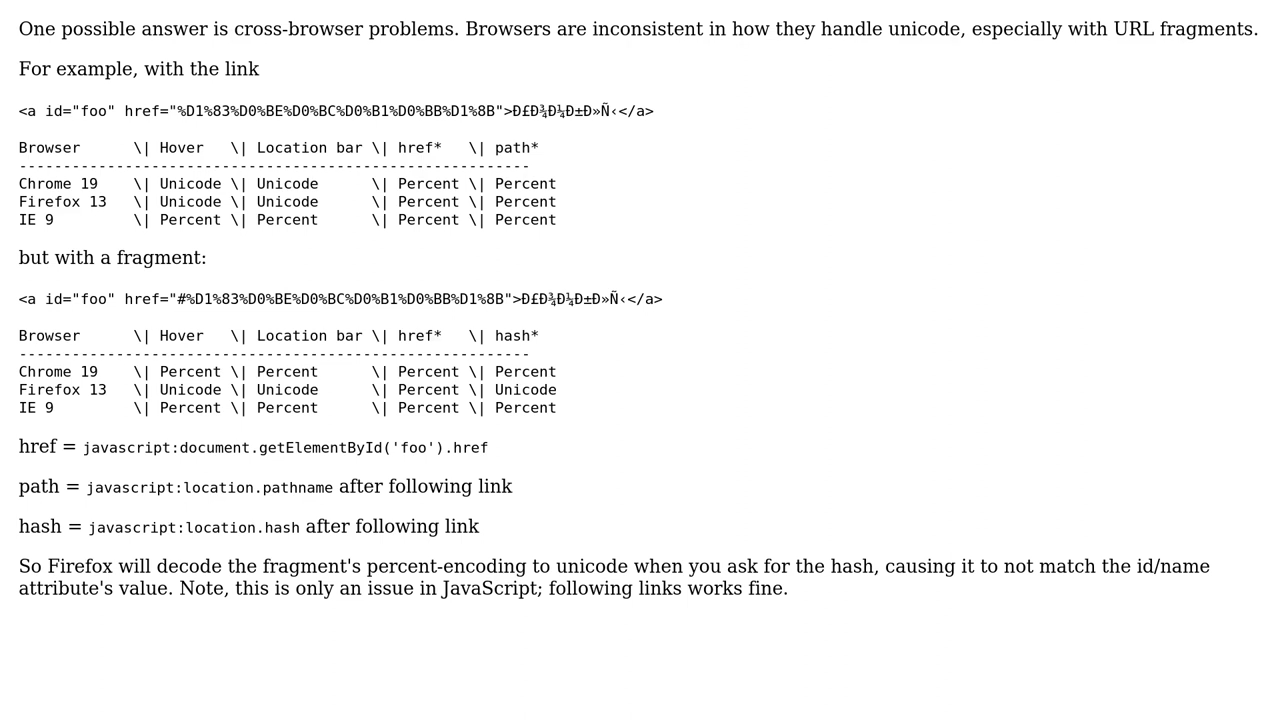 One possible answer is cross-browser problems. Browsers are inconsistent in how they handle unicode, especially with URL fragments.
For example, with the link
<a id="foo" href="%D1%83%D0%BE%D0%BC%D0%B1%D0%BB%D1%8B">Ð£Ð¾Ð¼Ð±Ð»Ñ‹</a>
Browser \| Hover \| Location bar \| href* \| path*
----------------------------------------------------------
Chrome 19 \| Unicode \| Unicode \| Percent \| Percent
Firefox 13 \| Unicode \| Unicode \| Percent \| Percent
IE 9 \| Percent \| Percent \| Percent \| Percent
but with a fragment:
<a id="foo" href="#%D1%83%D0%BE%D0%BC%D0%B1%D0%BB%D1%8B">Ð£Ð¾Ð¼Ð±Ð»Ñ‹</a>
Browser \| Hover \| Location bar \| href* \| hash*
----------------------------------------------------------
Chrome 19 \| Percent \| Percent \| Percent \| Percent
Firefox 13 \| Unicode \| Unicode \| Percent \| Unicode
IE 9 \| Percent \| Percent \| Percent \| Percent
href = javascript:document.getElementById('foo').href
path = javascript:location.pathname after following link
hash = javascript:location.hash after following link
So Firefox will decode the fragment's percent-encoding to unicode when you ask for the hash, causing it to not match the id/name
attribute's value. Note, this is only an issue in JavaScript; following links works fine.